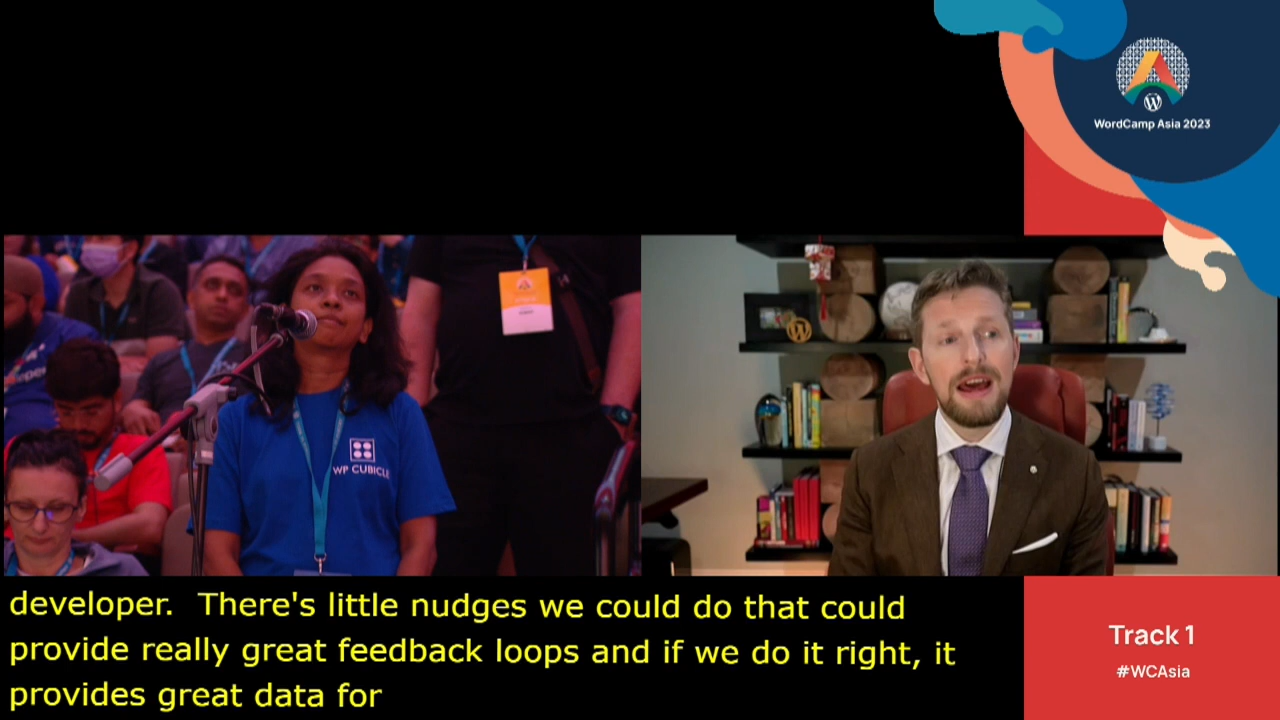 WordCamp Asia 2023
WP CUBICLE
developer.  There's little nudges we could do that could
provide really great feedback loops and if we do it right, it
provides great data for
Track 1
#WCAsia